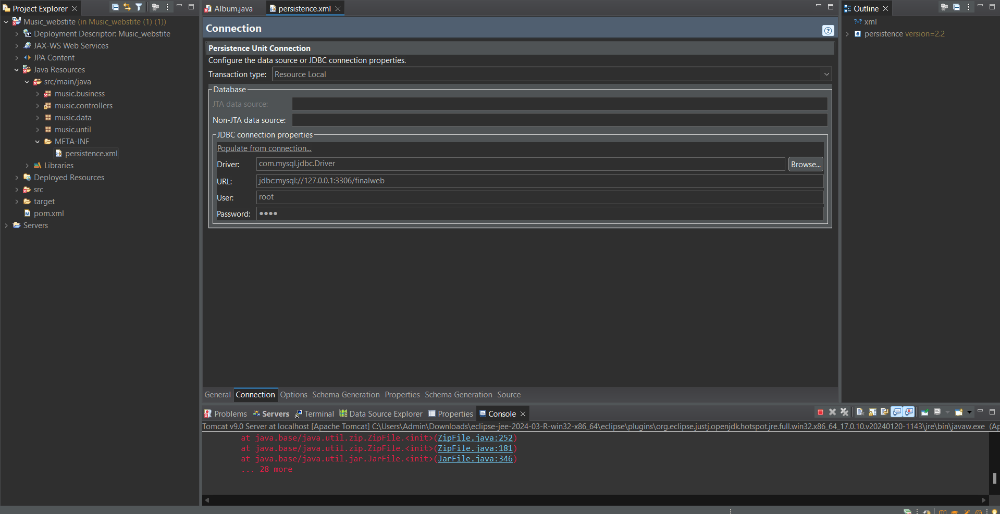 Project Explorer
Music_webstite (in Music_webstite (1) (1))
Deployment Descriptor: Music_webstite
JAX-WS Web Services
JPA Content
Java Resources
src/main/java
music.business
music.controllers
music.data
music.until
META-INF
persistence.xml
Libraries
Deployed Resources
src
target
pom.xml
Servers
Album.java
persistence.xml
Connection
Persistence Unit Connection
Configure the data source or JDBC connection properties.
Transaction type: Resource Local
Database
JTA data source:
Non-JTA data source:
JDBC connection properties
Populate from connection...
Driver: com.mysql.jdbc.Driver Browse...
URL: jdbc:mysql://127.0.0.1:3306/finalweb
User: root
Password: ●●●●
General Connection Options Schema Generation Properties Schema Generation Source
Problems Servers Terminal Data Source Explorer Properties Console
Tomcat v9.0 Server at localhost [Apache Tomcat] C:\Users\Admin\Downloads\eclipse-jee-2024-03-R-win32-x86_64\eclipse\plugins\org.eclipse.justj.openjdk.hotspot.jre.full.win32.x86_64_17.0.10.v20240120-1143\jre\bin\javaw.exe (Ap
at java.base/java.util.zip.ZipFile.<init>(ZipFile.java:252)
at java.base/java.util.zip.ZipFile.<init>(ZipFile.java:181)
at java.base/java.util.jar.JarFile.<init>(JarFile.java:346)
... 28 more
Outline
xml
persistence version=2.2